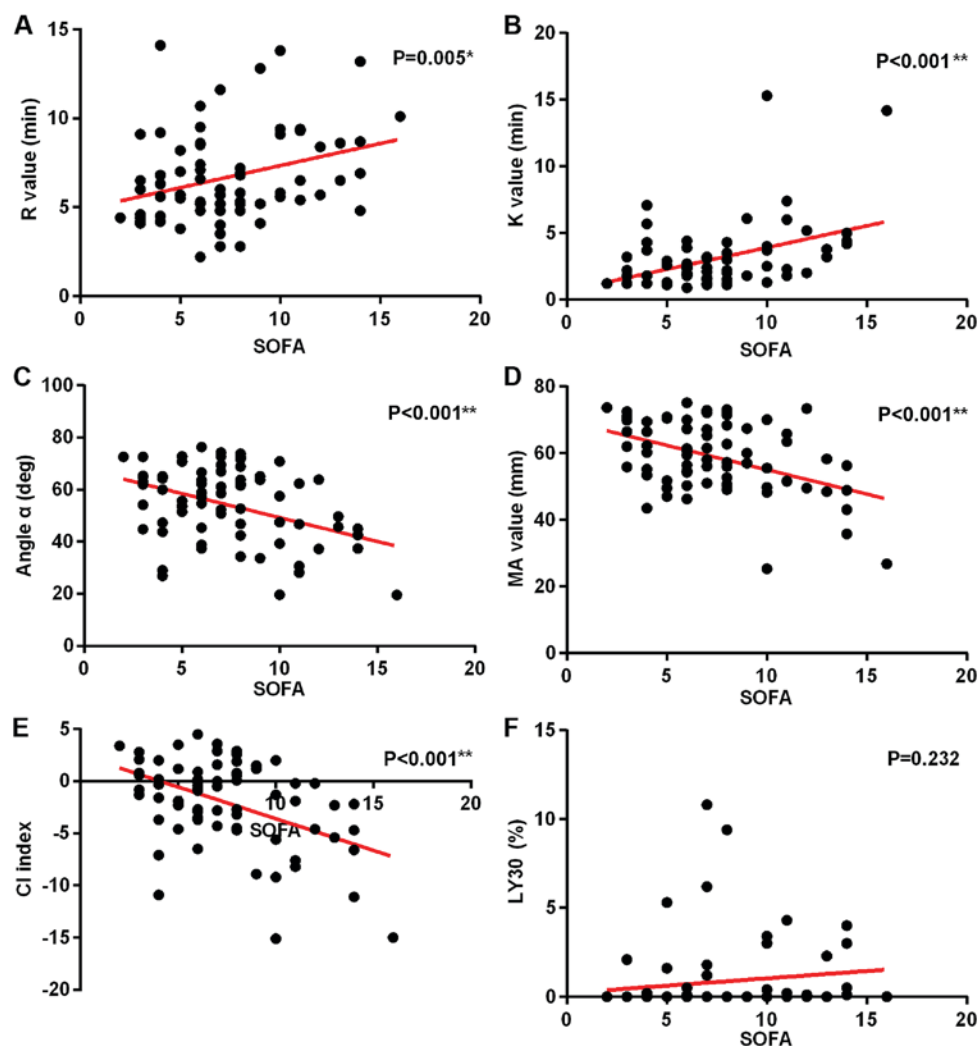 A
P=0.005*
R value (min)
15
10
5
0
0 5 10 15 20
SOFA
B
P<0.001**
K value (min)
20
15
10
5
0
0 5 10 15 20
SOFA
C
P<0.001**
Angle α (deg)
100
80
60
40
20
0
0 5 10 15 20
SOFA
D
P<0.001**
MA value (mm)
80
60
40
20
0
0 5 10 15 20
SOFA
E
P<0.001**
CI index
5
0
-5
-10
-15
-20
5 10 15 20
SOFA
F
P=0.232
LY30 (%)
15
10
5
0
0 5 10 15 20
SOFA